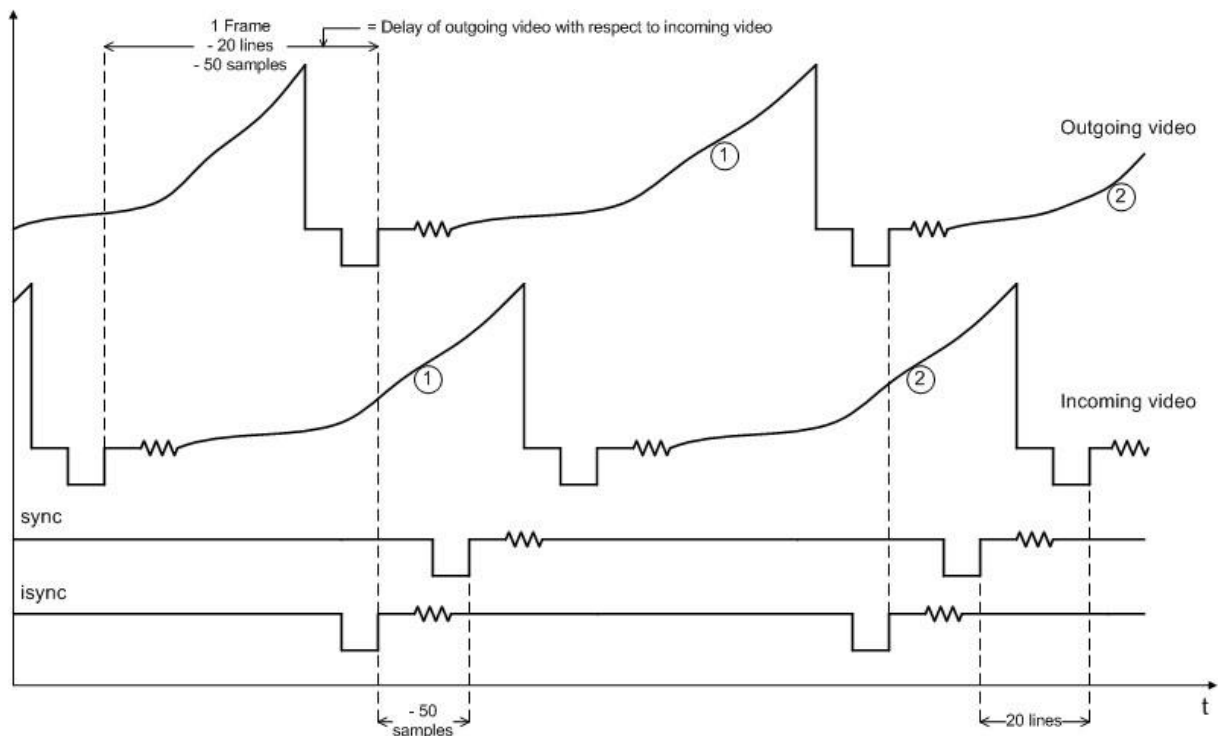 1 Frame
- 20 lines
- 50 samples
= Delay of outgoing video with respect to incoming video
Outgoing video
1
2
Incoming video
1
2
sync
isync
t
- 50
samples
20 lines